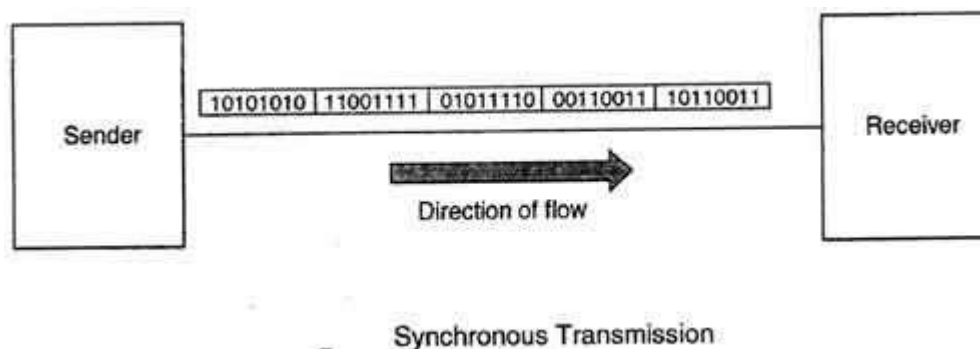 10101010 11001111 01011110 00110011 10110011
Sender
Receiver
Direction of flow
Synchronous Transmission